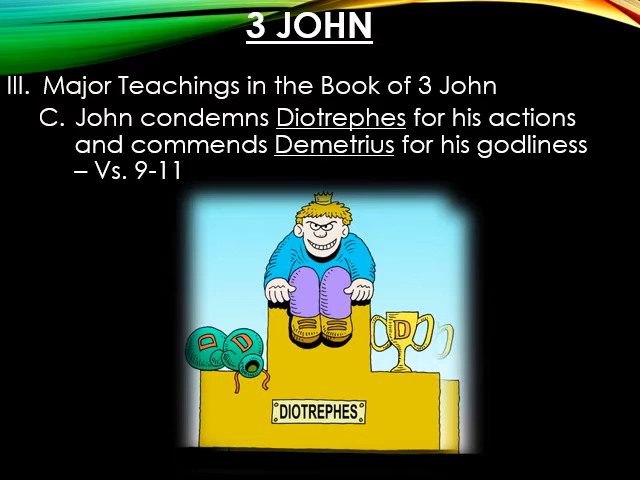 3 JOHN
III. Major Teachings in the Book of 3 John
C. John condemns Diotrephes for his actions
and commends Demetrius for his godliness
– Vs. 9-11
D
D D
DIOTREPHES